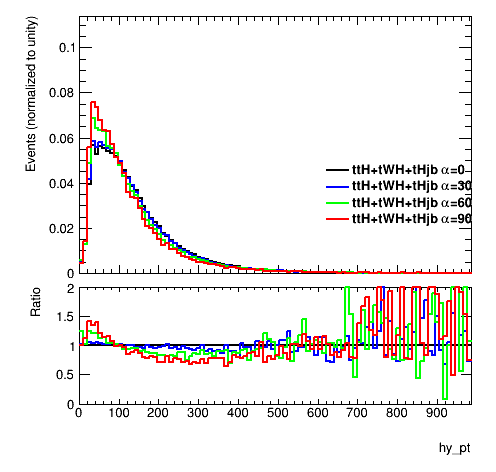 Events (normalized to unity)
0.1
0.08
0.06
0.04
0.02
0
ttH+tWH+tHjb α=0
ttH+tWH+tHjb α=30
ttH+tWH+tHjb α=60
ttH+tWH+tHjb α=90
Ratio
2
1.5
1
0.5
0
0 100 200 300 400 500 600 700 800 900
hy_pt